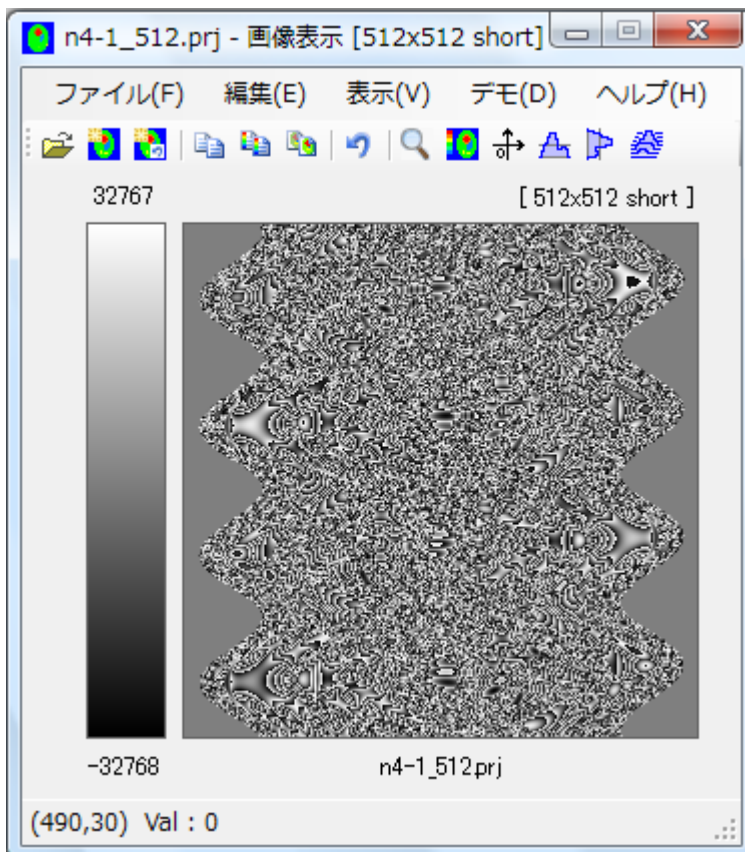 n4-1_512.prj - 画像表示 [512x512 short]
ファイル(F) 編集(E) 表示(V) デモ(D) ヘルプ(H)
32767 [ 512x512 short ]
-32768 n4-1_512.prj
(490,30) Val : 0